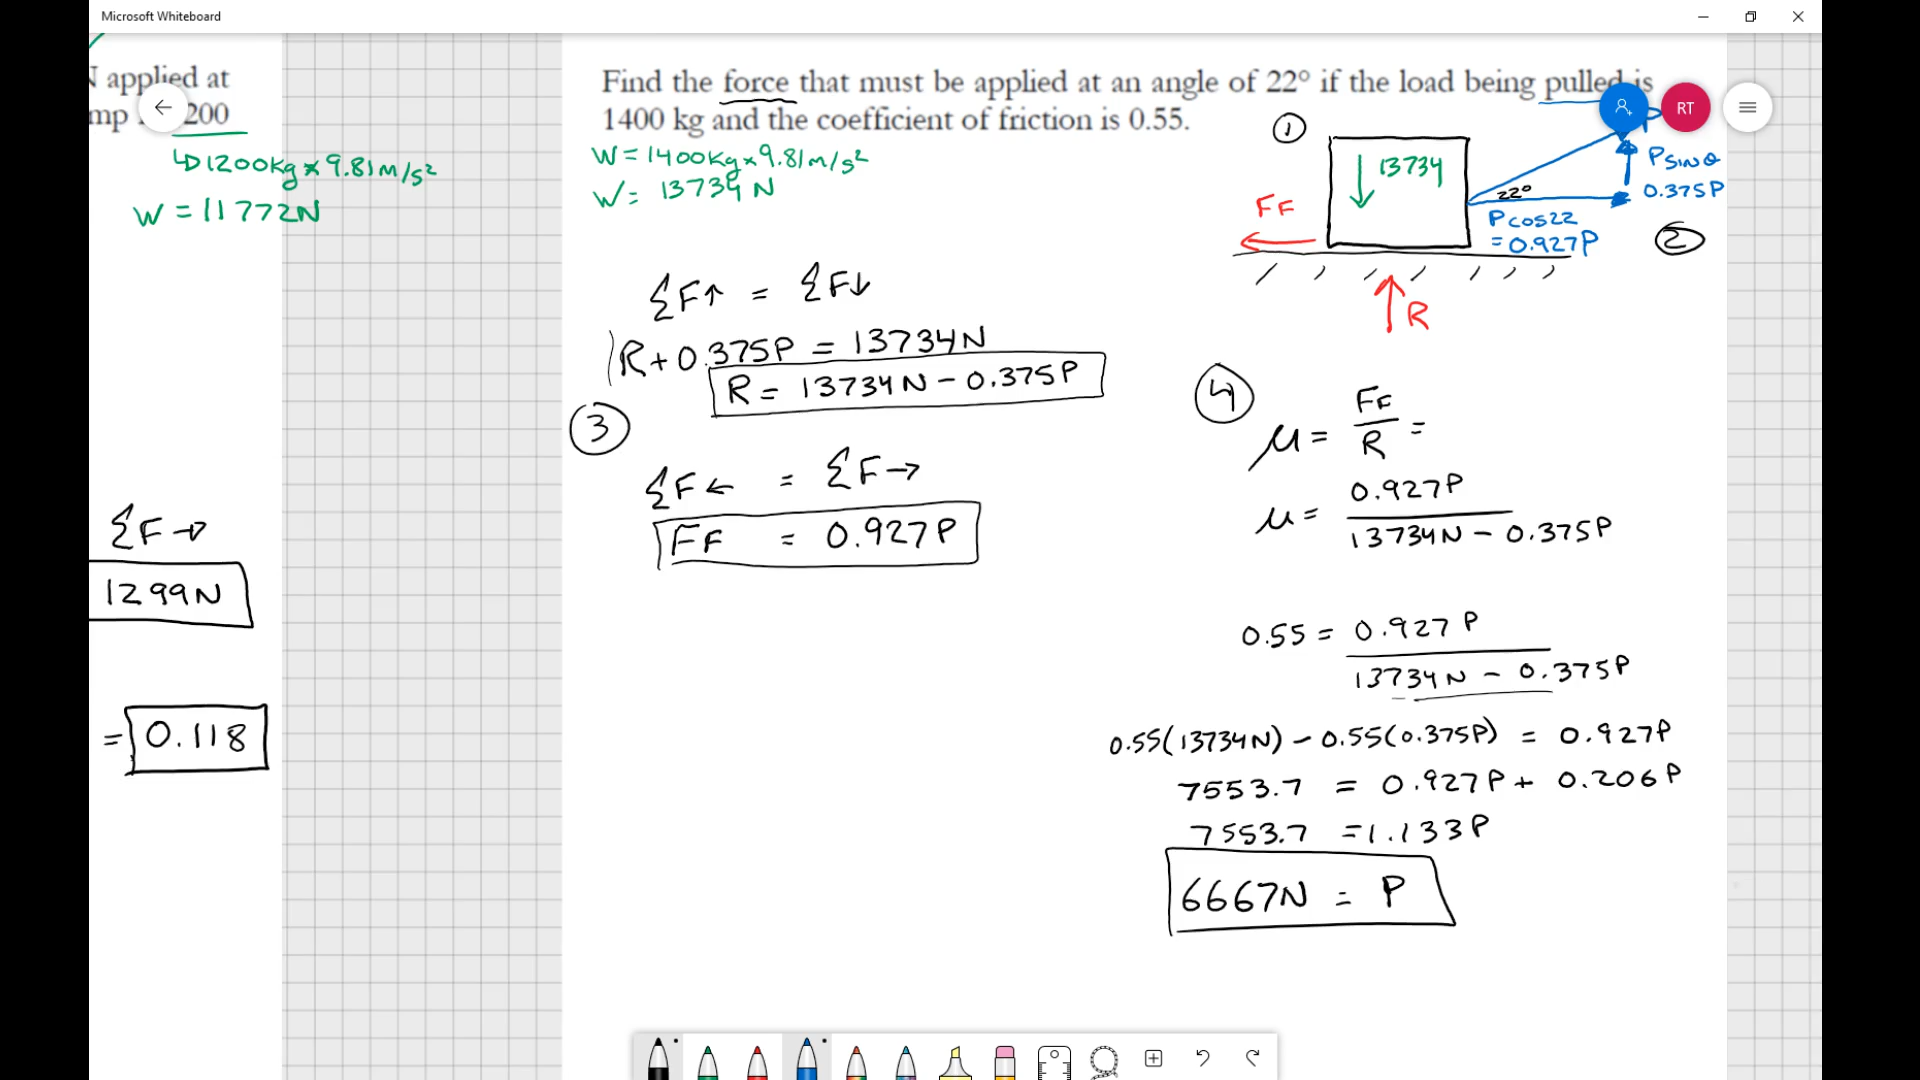 Microsoft Whiteboard
applied at
200
↳ 1200kg × 9.81m/s²
W = 11772N
ΣF→
1299N
= 0.118
Find the force that must be applied at an angle of 22° if the load being pulled is
1400 kg and the coefficient of friction is 0.55.
W = 1400kg × 9.81m/s²
W = 13734 N
①
13734
FF
22°
P
PSINθ
0.375P
Pcos22
= 0.927P
②
R
ΣF↑ = ΣF↓
R + 0.375P = 13734N
R = 13734N - 0.375P
③
ΣF← = ΣF→
FF = 0.927P
④
μ = FF/R =
μ = 0.927P/13734N - 0.375P
0.55 = 0.927P/13734N - 0.375P
0.55(13734N) - 0.55(0.375P) = 0.927P
7553.7 = 0.927P + 0.206P
7553.7 = 1.133P
6667N = P
RT